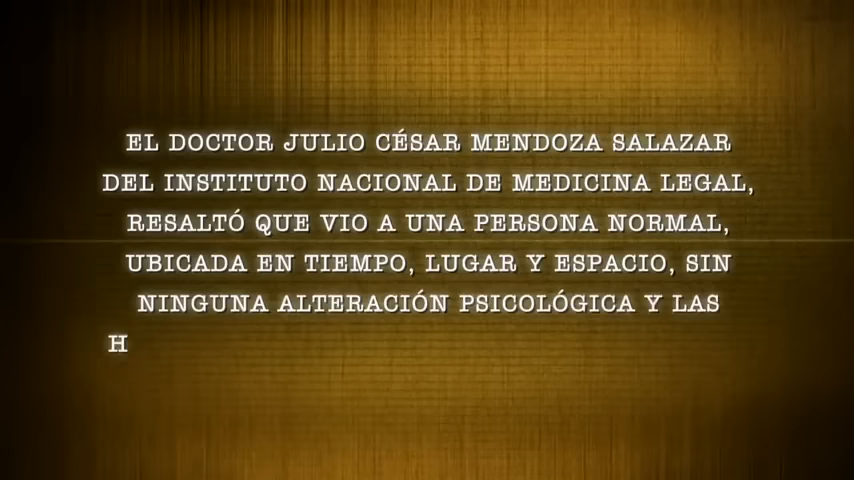 EL DOCTOR JULIO CÉSAR MENDOZA SALAZAR
DEL INSTITUTO NACIONAL DE MEDICINA LEGAL,
RESALTÓ QUE VIO A UNA PERSONA NORMAL,
UBICADA EN TIEMPO, LUGAR Y ESPACIO, SIN
NINGUNA ALTERACIÓN PSICOLÓGICA Y LAS
H